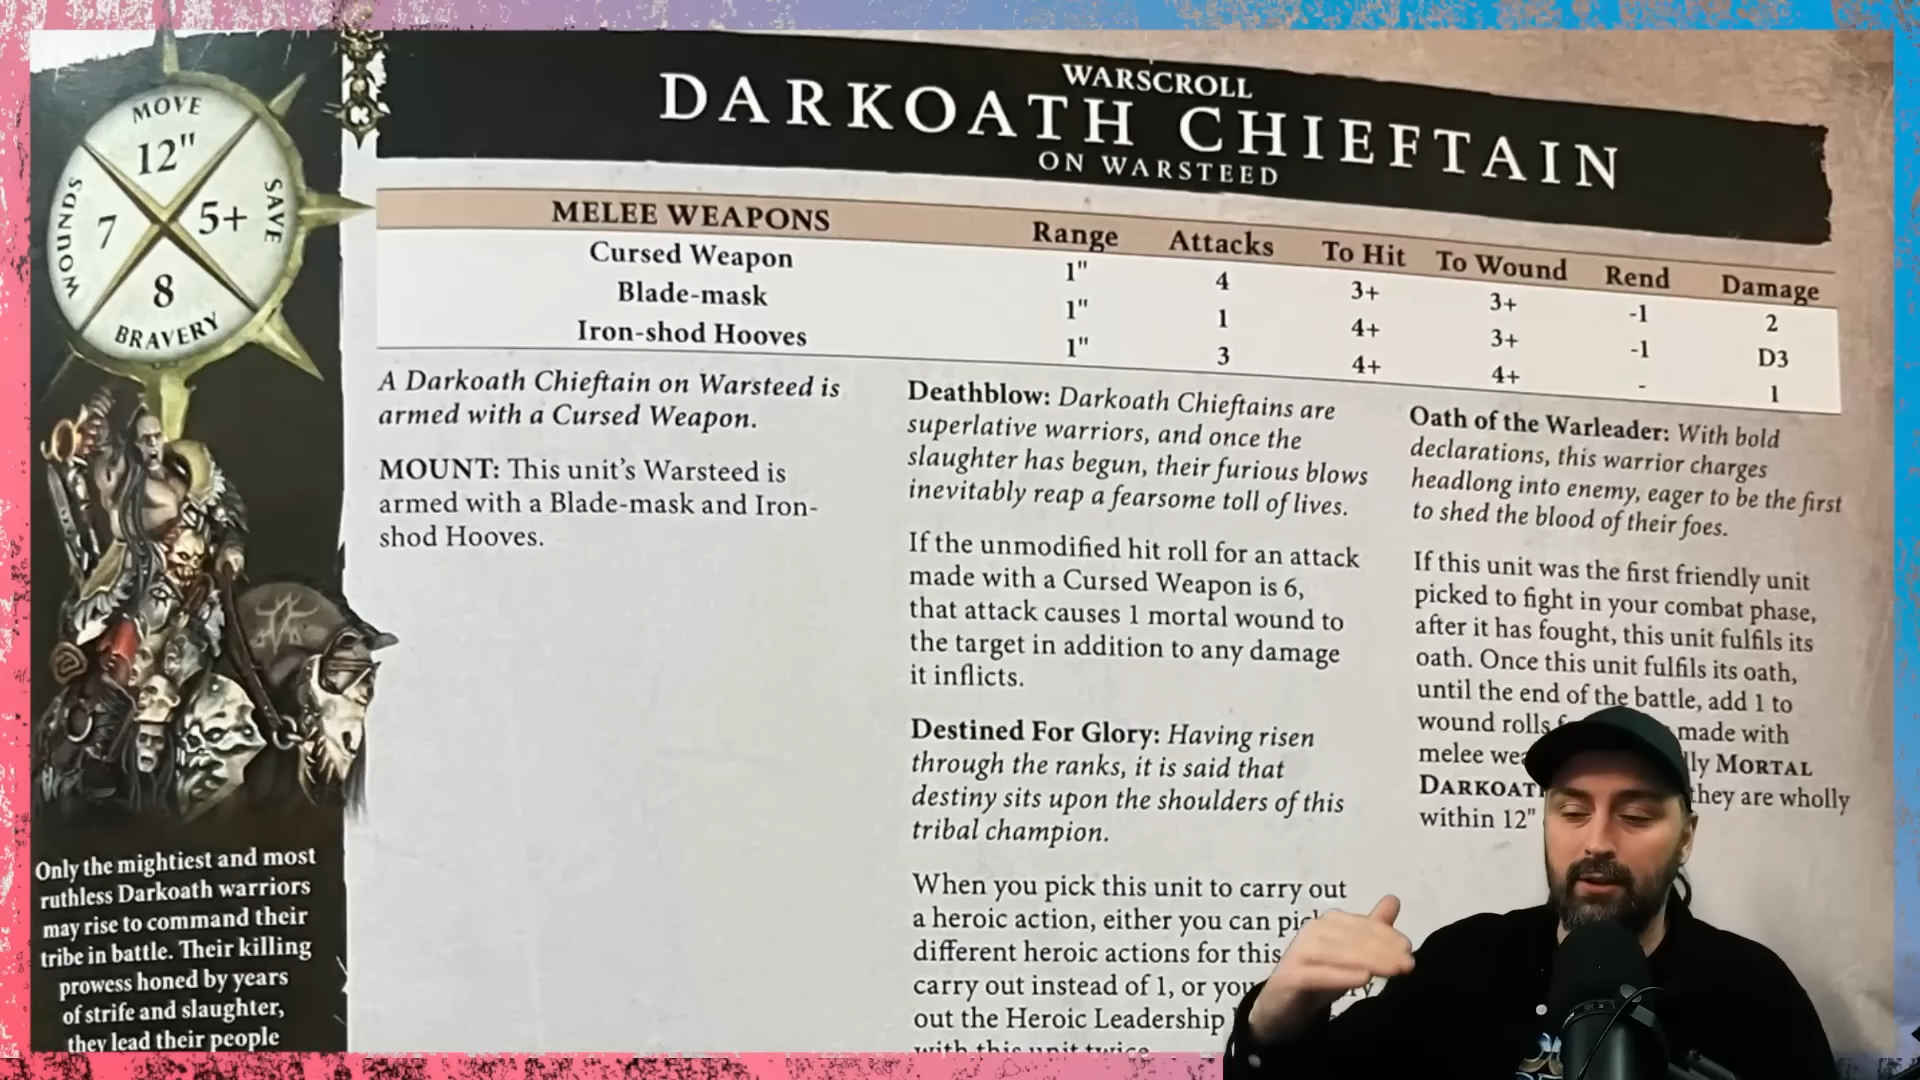 WARSCROLL
DARKOATH CHIEFTAIN
ON WARSTEED
MOVE
12"
WOUNDS
7
5+
SAVE
8
BRAVERY
MELEE WEAPONS Range Attacks To Hit To Wound Rend Damage
Cursed Weapon 1" 4 3+ 3+ -1 2
Blade-mask 1" 1 4+ 3+ -1 D3
Iron-shod Hooves 1" 3 4+ 4+ - 1
A Darkoath Chieftain on Warsteed is
armed with a Cursed Weapon.
MOUNT: This unit's Warsteed is
armed with a Blade-mask and Iron-
shod Hooves.
Deathblow: Darkoath Chieftains are
superlative warriors, and once the
slaughter has begun, their furious blows
inevitably reap a fearsome toll of lives.
If the unmodified hit roll for an attack
made with a Cursed Weapon is 6,
that attack causes 1 mortal wound to
the target in addition to any damage
it inflicts.
Destined For Glory: Having risen
through the ranks, it is said that
destiny sits upon the shoulders of this
tribal champion.
When you pick this unit to carry out
a heroic action, either you can
different heroic actions for this
carry out instead of 1, or you
out the Heroic Leadership
with this unit twice
Oath of the Warleader: With bold
declarations, this warrior charges
headlong into enemy, eager to be the first
to shed the blood of their foes.
If this unit was the first friendly unit
picked to fight in your combat phase,
after it has fought, this unit fulfils its
oath. Once this unit fulfils its oath,
until the end of the battle, add 1 to
wound rolls made with
melee MORTAL
they are wholly
within 12"
Only the mightiest and most
ruthless Darkoath warriors
may rise to command their
tribe in battle. Their killing
prowess honed by years
of strife and slaughter,
they lead their people